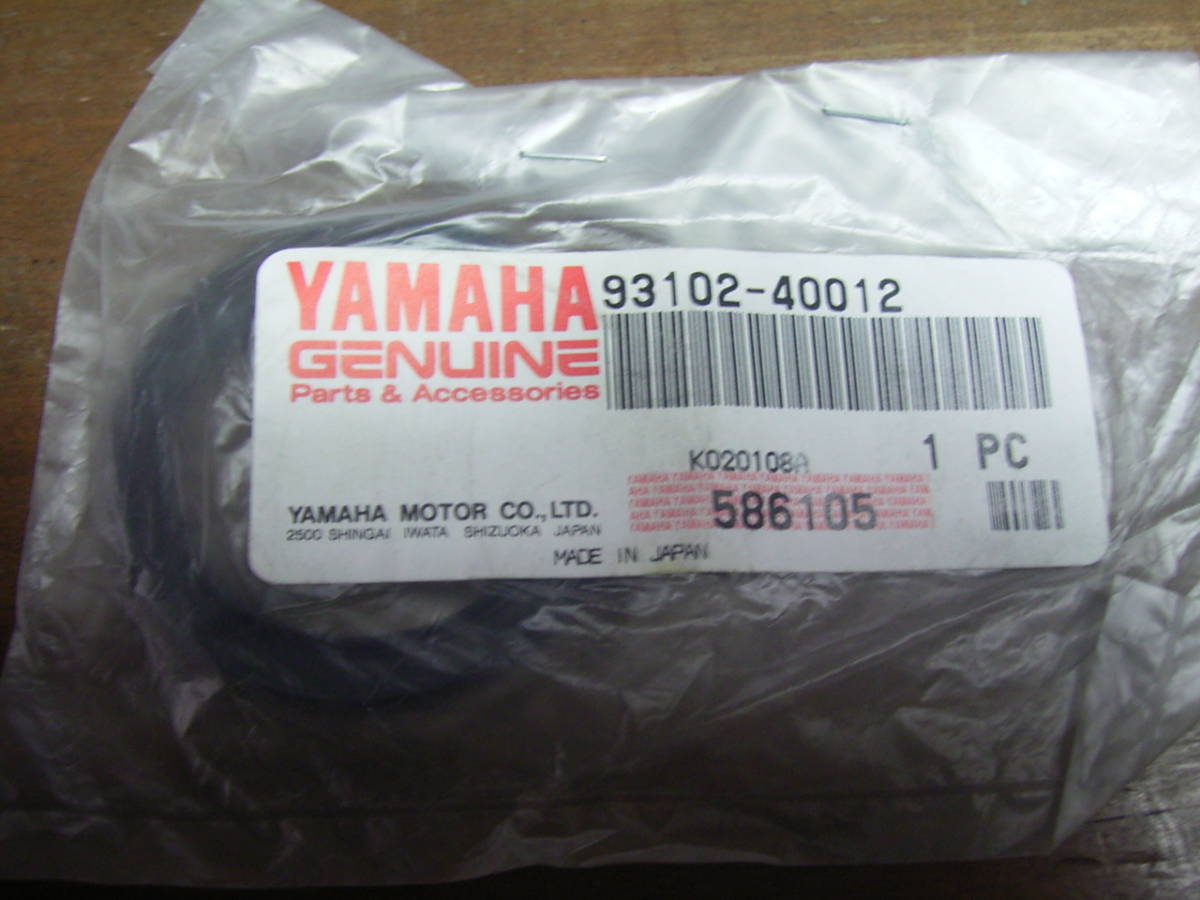 YAMAHA
GENUINE
Parts & Accessories
93102-40012
K020108A
1 PC
586105
YAMAHA MOTOR CO., LTD.
2500 SHINGAI IWATA SHIZUOKA JAPAN
MADE IN JAPAN